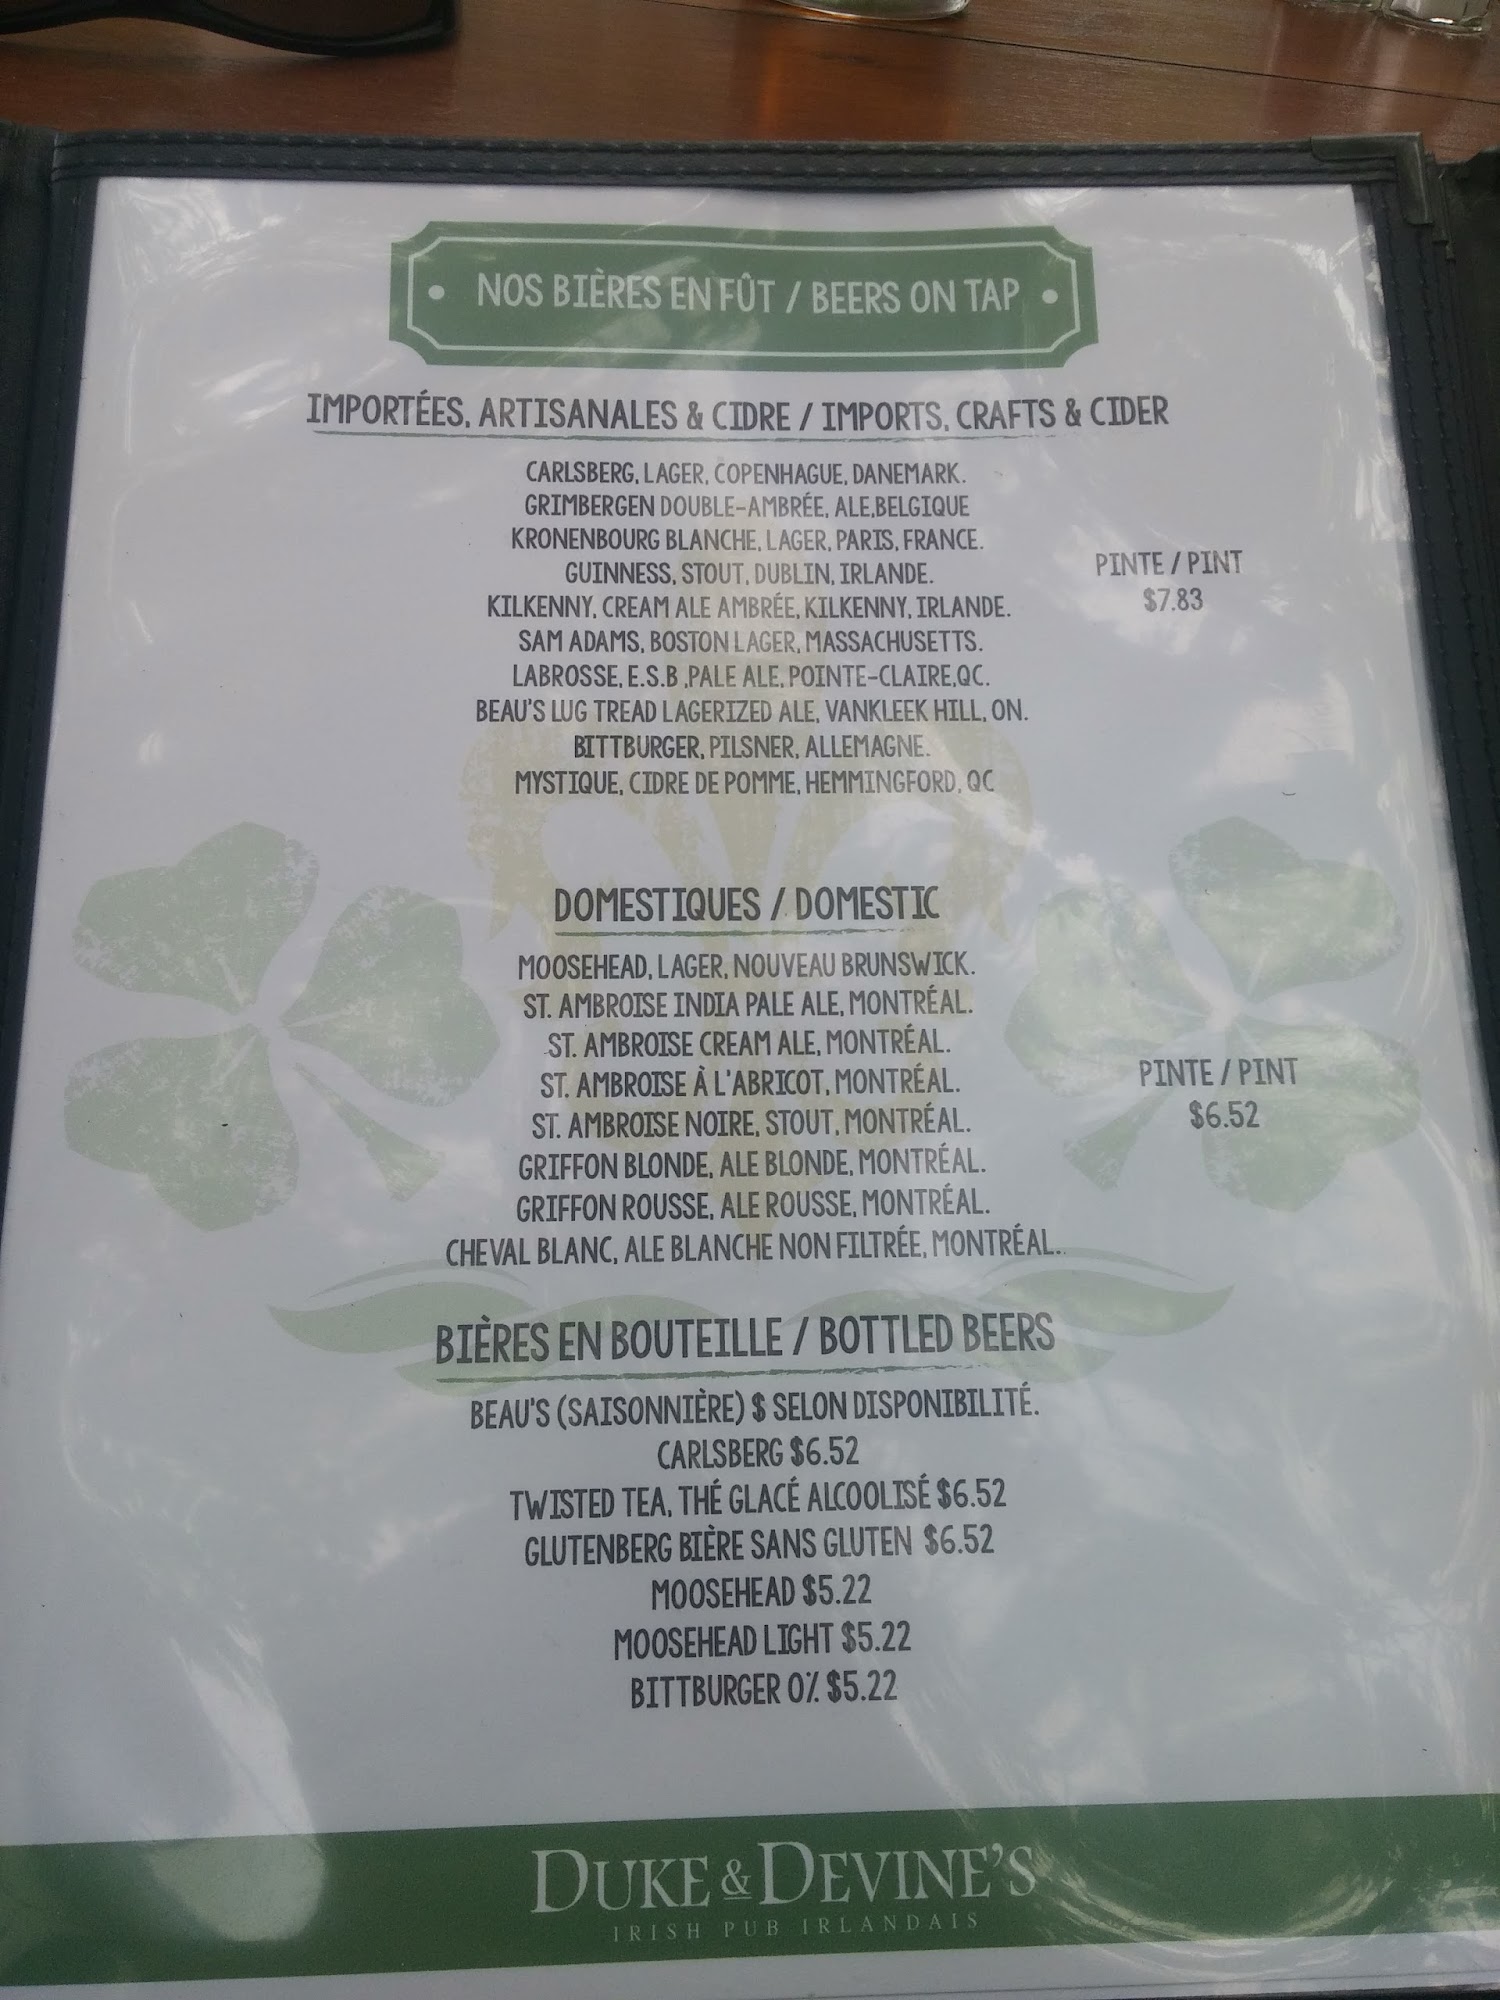 NOS BIÈRES EN FÛT / BEERS ON TAP
IMPORTÉES, ARTISANALES & CIDRE / IMPORTS, CRAFTS & CIDER
CARLSBERG, LAGER, COPENHAGUE, DANEMARK.
GRIMBERGEN DOUBLE-AMBRÉE, ALE,BELGIQUE
KRONENBOURG BLANCHE, LAGER, PARIS, FRANCE.
GUINNESS, STOUT, DUBLIN, IRLANDE.
KILKENNY, CREAM ALE AMBRÉE, KILKENNY, IRLANDE.
SAM ADAMS, BOSTON LAGER, MASSACHUSETTS.
LABROSSE, E.S.B ,PALE ALE, POINTE-CLAIRE,QC.
BEAU'S LUG TREAD LAGERIZED ALE, VANKLEEK HILL, ON.
BITTBURGER, PILSNER, ALLEMAGNE.
MYSTIQUE, CIDRE DE POMME, HEMMINGFORD, QC
PINTE / PINT
$7.83
DOMESTIQUES / DOMESTIC
MOOSEHEAD, LAGER, NOUVEAU BRUNSWICK.
ST. AMBROISE INDIA PALE ALE, MONTRÉAL.
ST. AMBROISE CREAM ALE, MONTRÉAL.
ST. AMBROISE À L'ABRICOT, MONTRÉAL.
ST. AMBROISE NOIRE, STOUT, MONTRÉAL.
GRIFFON BLONDE, ALE BLONDE, MONTRÉAL.
GRIFFON ROUSSE, ALE ROUSSE, MONTRÉAL.
CHEVAL BLANC, ALE BLANCHE NON FILTRÉE, MONTRÉAL.
PINTE / PINT
$6.52
BIÈRES EN BOUTEILLE / BOTTLED BEERS
BEAU'S (SAISONNIÈRE) $ SELON DISPONIBILITÉ.
CARLSBERG $6.52
TWISTED TEA, THÉ GLACÉ ALCOOLISÉ $6.52
GLUTENBERG BIÈRE SANS GLUTEN $6.52
MOOSEHEAD $5.22
MOOSEHEAD LIGHT $5.22
BITTBURGER 0% $5.22
DUKE & DEVINE'S
IRISH PUB IRLANDAIS